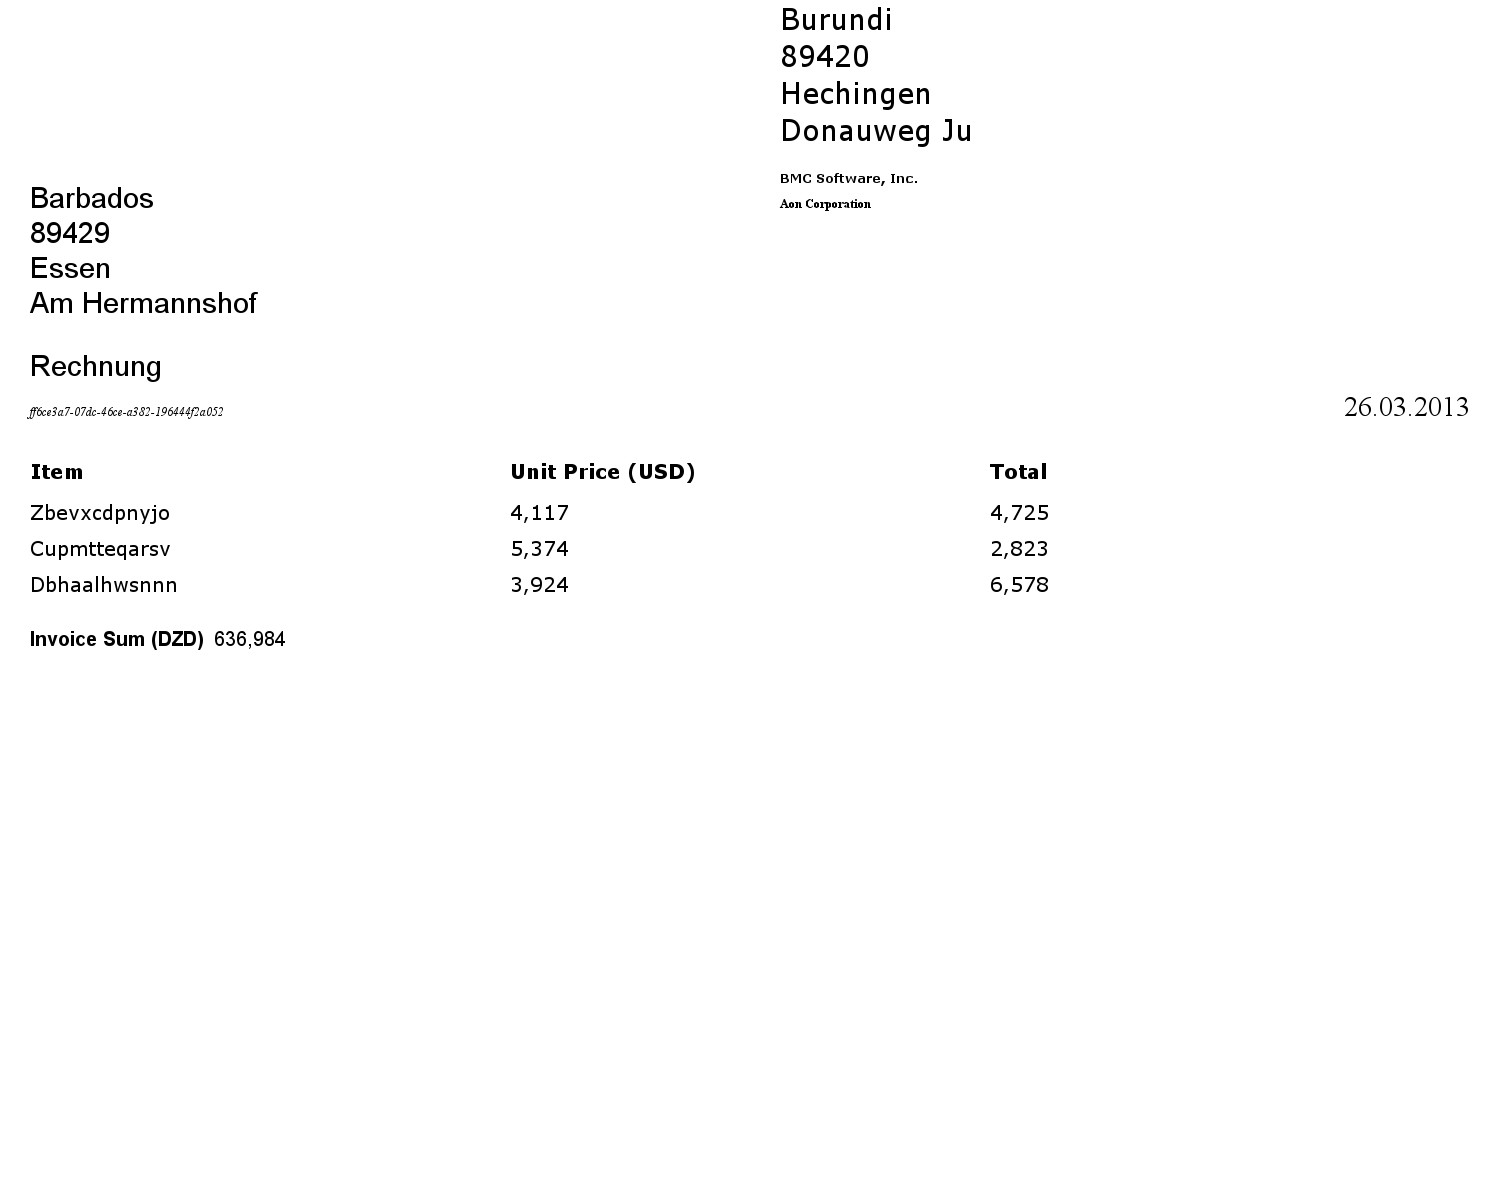 Burundi
89420
Hechingen
Donauweg Ju
BMC Software, Inc.
Aon Corporation
Barbados
89429
Essen
Am Hermannshof
Rechnung
ff6ce3a7-07dc-46ce-a382-196444f2a052
26.03.2013
Item Unit Price (USD) Total
Zbevxcdpnyjo 4,117 4,725
Cupmtteqarsv 5,374 2,823
Dbhaalhwsnnn 3,924 6,578
Invoice Sum (DZD) 636,984